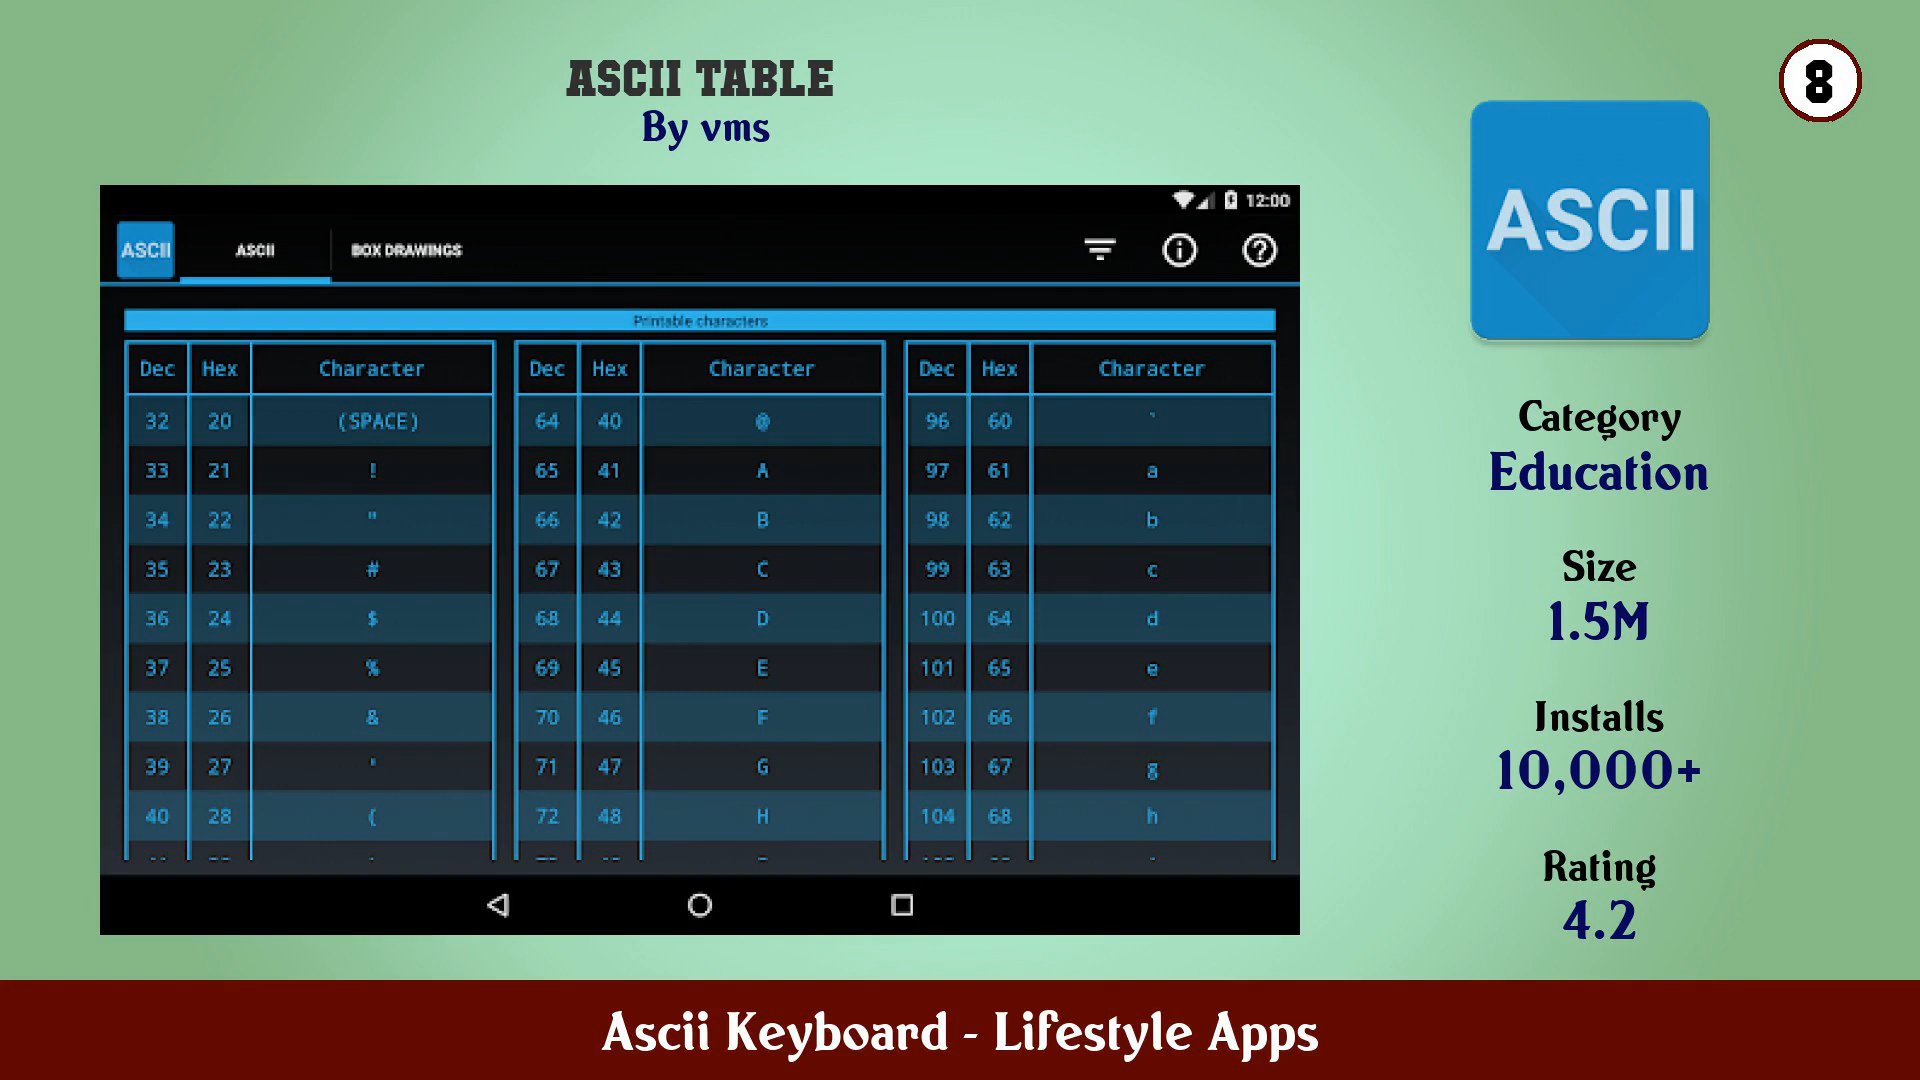 ASCII TABLE
By vms
8
12:00
ASCII
ASCII
BOX DRAWINGS
ASCII
Printable characters
Dec Hex Character Dec Hex Character Dec Hex Character
32 20 (SPACE) 64 40 @ 96 60 `
33 21 ! 65 41 A 97 61 a
34 22 " 66 42 B 98 62 b
35 23 # 67 43 C 99 63 c
36 24 $ 68 44 D 100 64 d
37 25 % 69 45 E 101 65 e
38 26 & 70 46 F 102 66 f
39 27 ' 71 47 G 103 67 g
40 28 ( 72 48 H 104 68 h
Category
Education
Size
1.5M
Installs
10,000+
Rating
4.2
Ascii Keyboard - Lifestyle Apps